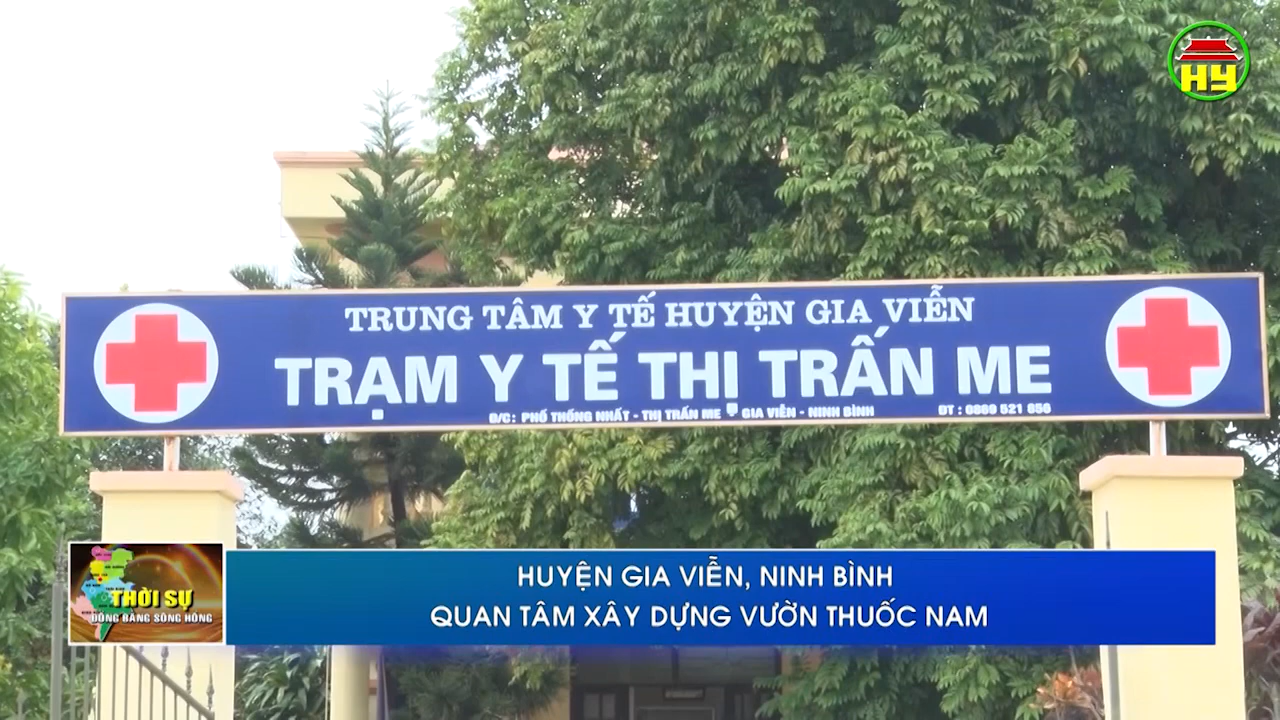 HY
TRUNG TÂM Y TẾ HUYỆN GIA VIỄN
TRẠM Y TẾ THỊ TRẤN ME
Đ/C: PHỐ THỐNG NHẤT - THỊ TRẤN ME GIA VIỄN - NINH BÌNH ĐT : 0869 521 656
THỜI SỰ
ĐỒNG BẰNG SÔNG HỒNG
HUYỆN GIA VIỄN, NINH BÌNH
QUAN TÂM XÂY DỰNG VƯỜN THUỐC NAM